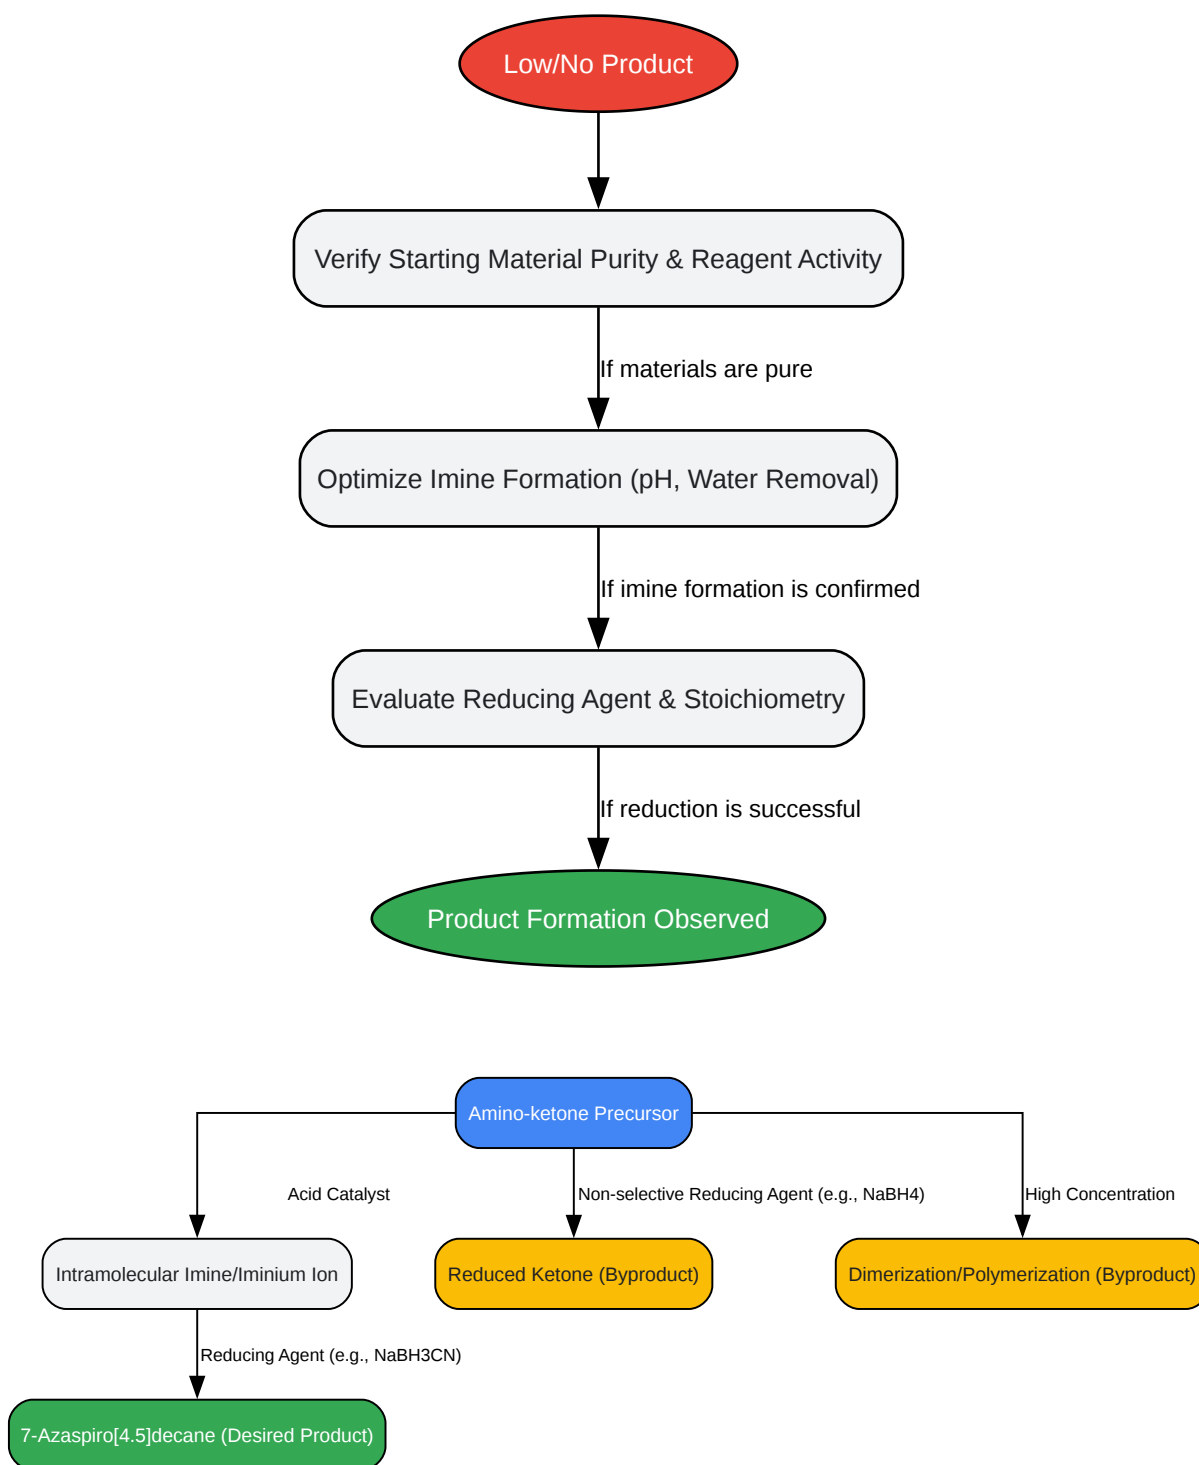 Low/No Product
Verify Starting Material Purity & Reagent Activity
If materials are pure
Optimize Imine Formation (pH, Water Removal)
If imine formation is confirmed
Evaluate Reducing Agent & Stoichiometry
If reduction is successful
Product Formation Observed
Amino-ketone Precursor
Acid Catalyst
Non-selective Reducing Agent (e.g., NaBH4)
High Concentration
Intramolecular Imine/Iminium Ion
Reduced Ketone (Byproduct)
Dimerization/Polymerization (Byproduct)
Reducing Agent (e.g., NaBH3CN)
7-Azaspiro[4.5]decane (Desired Product)